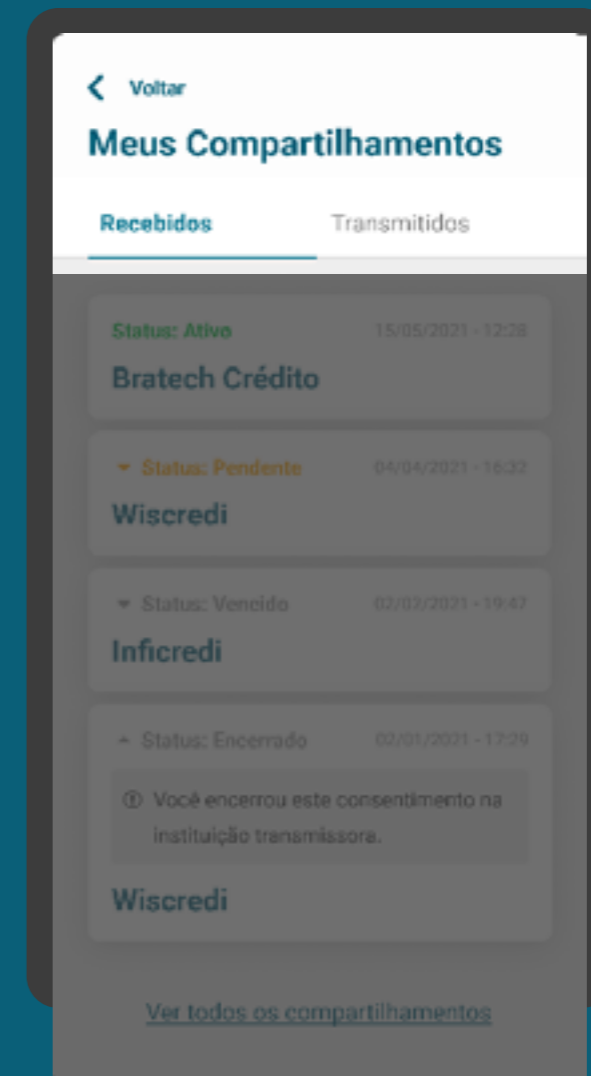 Voltar
Meus Compartilhamentos
Recebidos Transmitidos
Status: Ativo 15/05/2021 - 12:28
Bratech Crédito
Status: Pendente 04/04/2021 - 16:32
Wiscredi
Status: Vencido 02/02/2021 - 19:47
Inficredi
Status: Encerrado 02/01/2021 - 17:29
Você encerrou este consentimento na
instituição transmissora.
Wiscredi
Ver todos os compartilhamentos